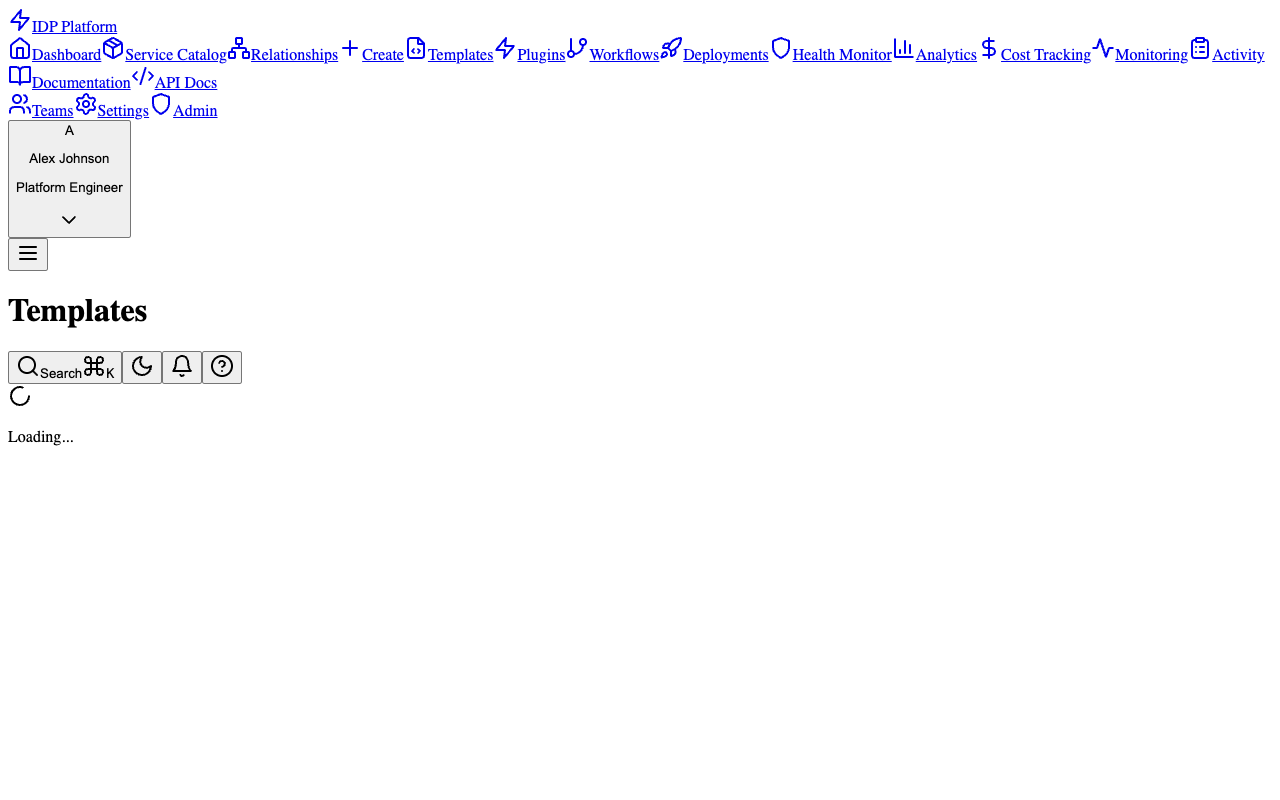 IDP Platform
Dashboard Service Catalog Relationships Create Templates Plugins Workflows Deployments Health Monitor Analytics Cost Tracking Monitoring Activity
Documentation API Docs
Teams Settings Admin
A
Alex Johnson
Platform Engineer
Templates
Search K
Loading...